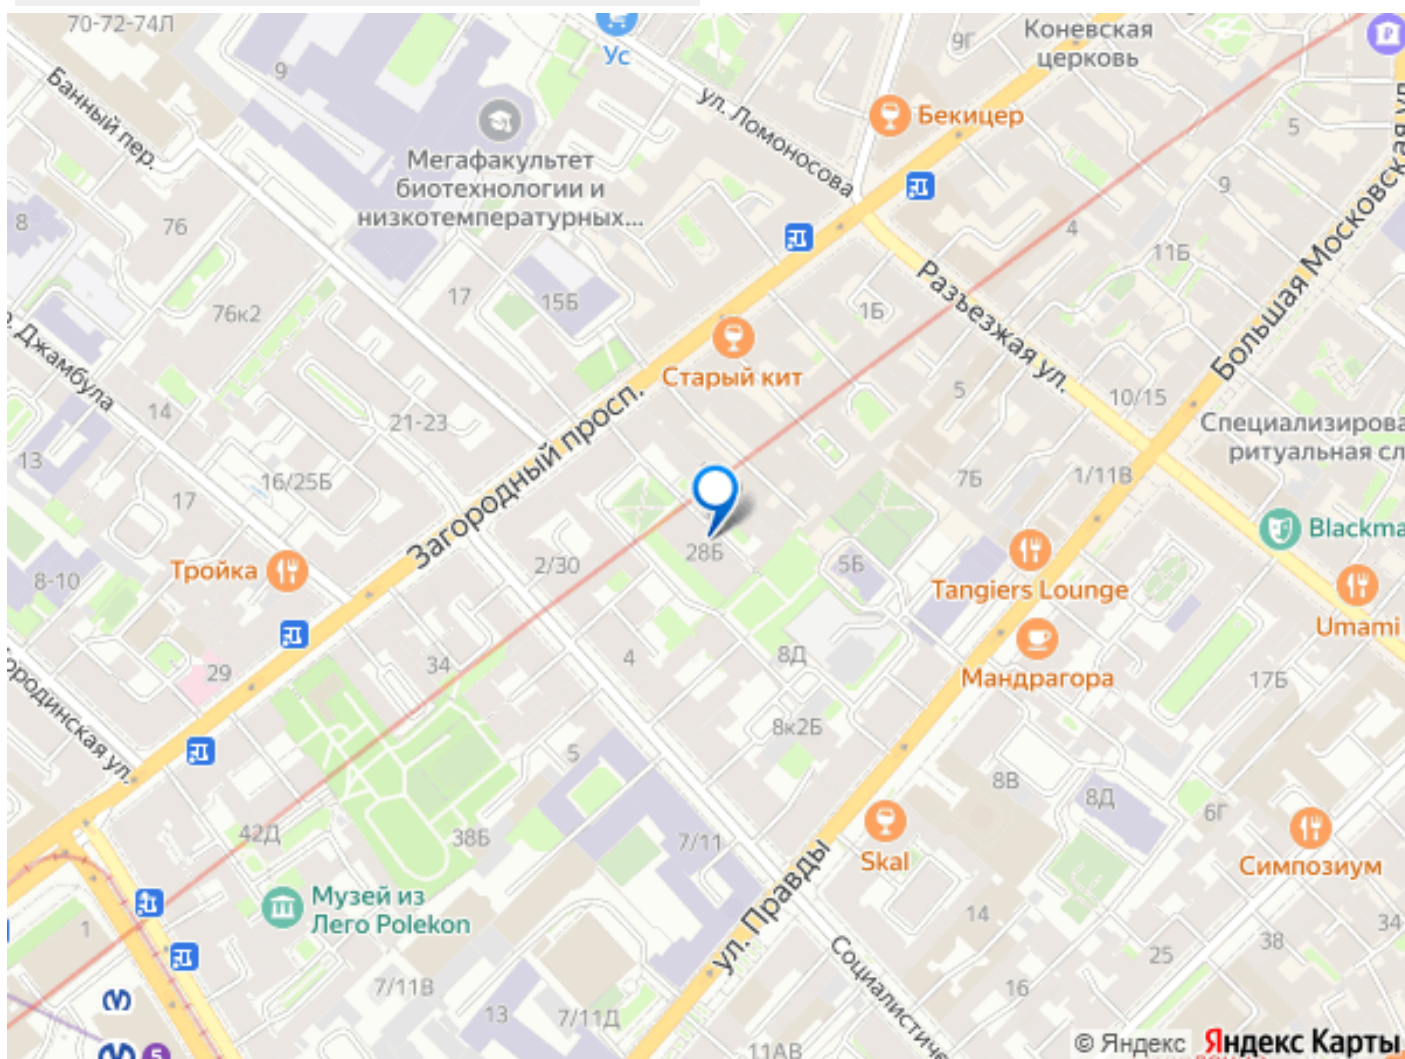 70-72-74Л
Ус
9Г
Коневская
церковь
9
Банный пер.
ул. Ломоносова
Бекицер
5
Большая Московская ул.
Мегафакультет
биотехнологии и
низкотемпературных...
9
8
76
4
11Б
17
15Б
76к2
1Б
Разъезжая ул.
Джамбула
Старый кит
5
10/15
14
21-23
Загородный просп.
Специализирова
ритуальная сл
13
16/25Б
7Б
1/11В
17
Blackma
Тройка
8-10
2/30
28Б
5Б
Tangiers Lounge
Umami
29
34
4
8Д
Мандрагора
17Б
ородинская ул.
8к2Б
5
8В
8Д
6Г
42Д
38Б
7/11
Skal
Симпозиум
Музей из
Лего Polekon
ул. Правды
14
34
1
38
25
Социалистиче
7/11В
16
13
7/11Д
5
11АВ
© Яндекс Яндекс Карты